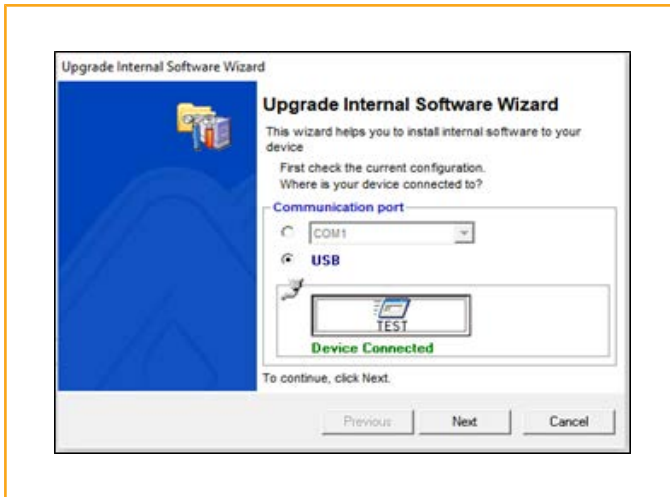 Upgrade Internal Software Wizard
Upgrade Internal Software Wizard
This wizard helps you to install internal software to your
device
First check the current configuration.
Where is your device connected to?
Communication port
COM1
USB
TEST
Device Connected
To continue, click Next.
Previous Next Cancel